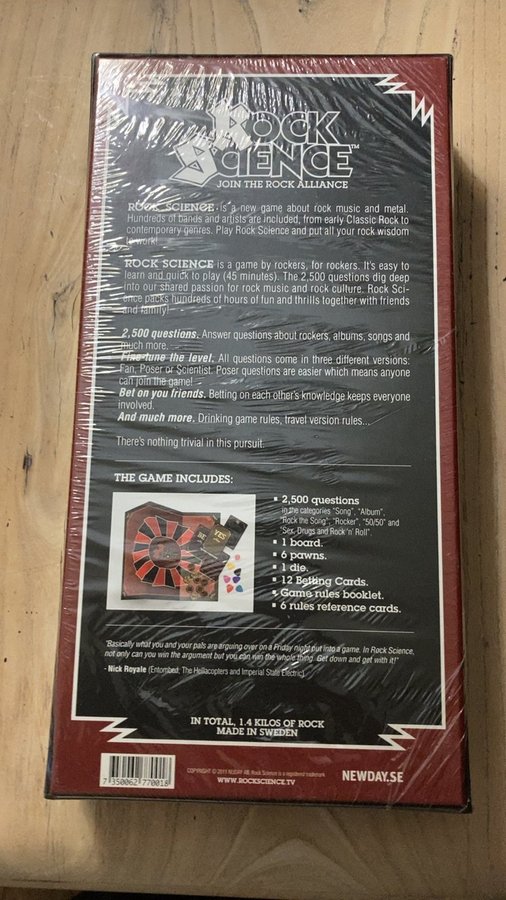 ROCK
SCIENCE™
JOIN THE ROCK ALLIANCE
ROCK SCIENCE is a new game about rock music and metal.
Hundreds of bands and artists are included, from early Classic Rock to
contemporary genres. Play Rock Science and put all your rock wisdom
to work!
ROCK SCIENCE is a game by rockers, for rockers. It's easy to
learn and quick to play (45 minutes). The 2,500 questions dig deep
into our shared passion for rock music and rock culture. Rock Sci-
ence packs hundreds of hours of fun and thrills together with friends
and family!
2,500 questions. Answer questions about rockers, albums, songs and
much more.
Fine-tune the level. All questions come in three different versions:
Fan, Poser or Scientist. Poser questions are easier which means anyone
can join the game!
Bet on you friends. Betting on each other's knowledge keeps everyone
involved.
And much more. Drinking game rules, travel version rules...
There's nothing trivial in this pursuit.
THE GAME INCLUDES:
▪ 2,500 questions
in the categories "Song", "Album",
"Rock the Song", "Rocker", "50/50" and
"Sex, Drugs and Rock 'n' Roll".
▪ 1 board.
▪ 6 pawns.
▪ 1 die.
▪ 12 Betting Cards.
▪ Game rules booklet.
▪ 6 rules reference cards.
YES
"Basically what you and your pals are arguing over on a Friday night put into a game. In Rock Science,
not only can you win the argument but you can win the whole thing. Get down and get with it!"
- Nick Royale (Entombed, The Hellacopters and Imperial State Electric)
IN TOTAL, 1.4 KILOS OF ROCK
MADE IN SWEDEN
7 350062 770018
COPYRIGHT © 2011 NEWDAY AB. Rock Science is a registered trademark
WWW.ROCKSCIENCE.TV
NEWDAY.SE